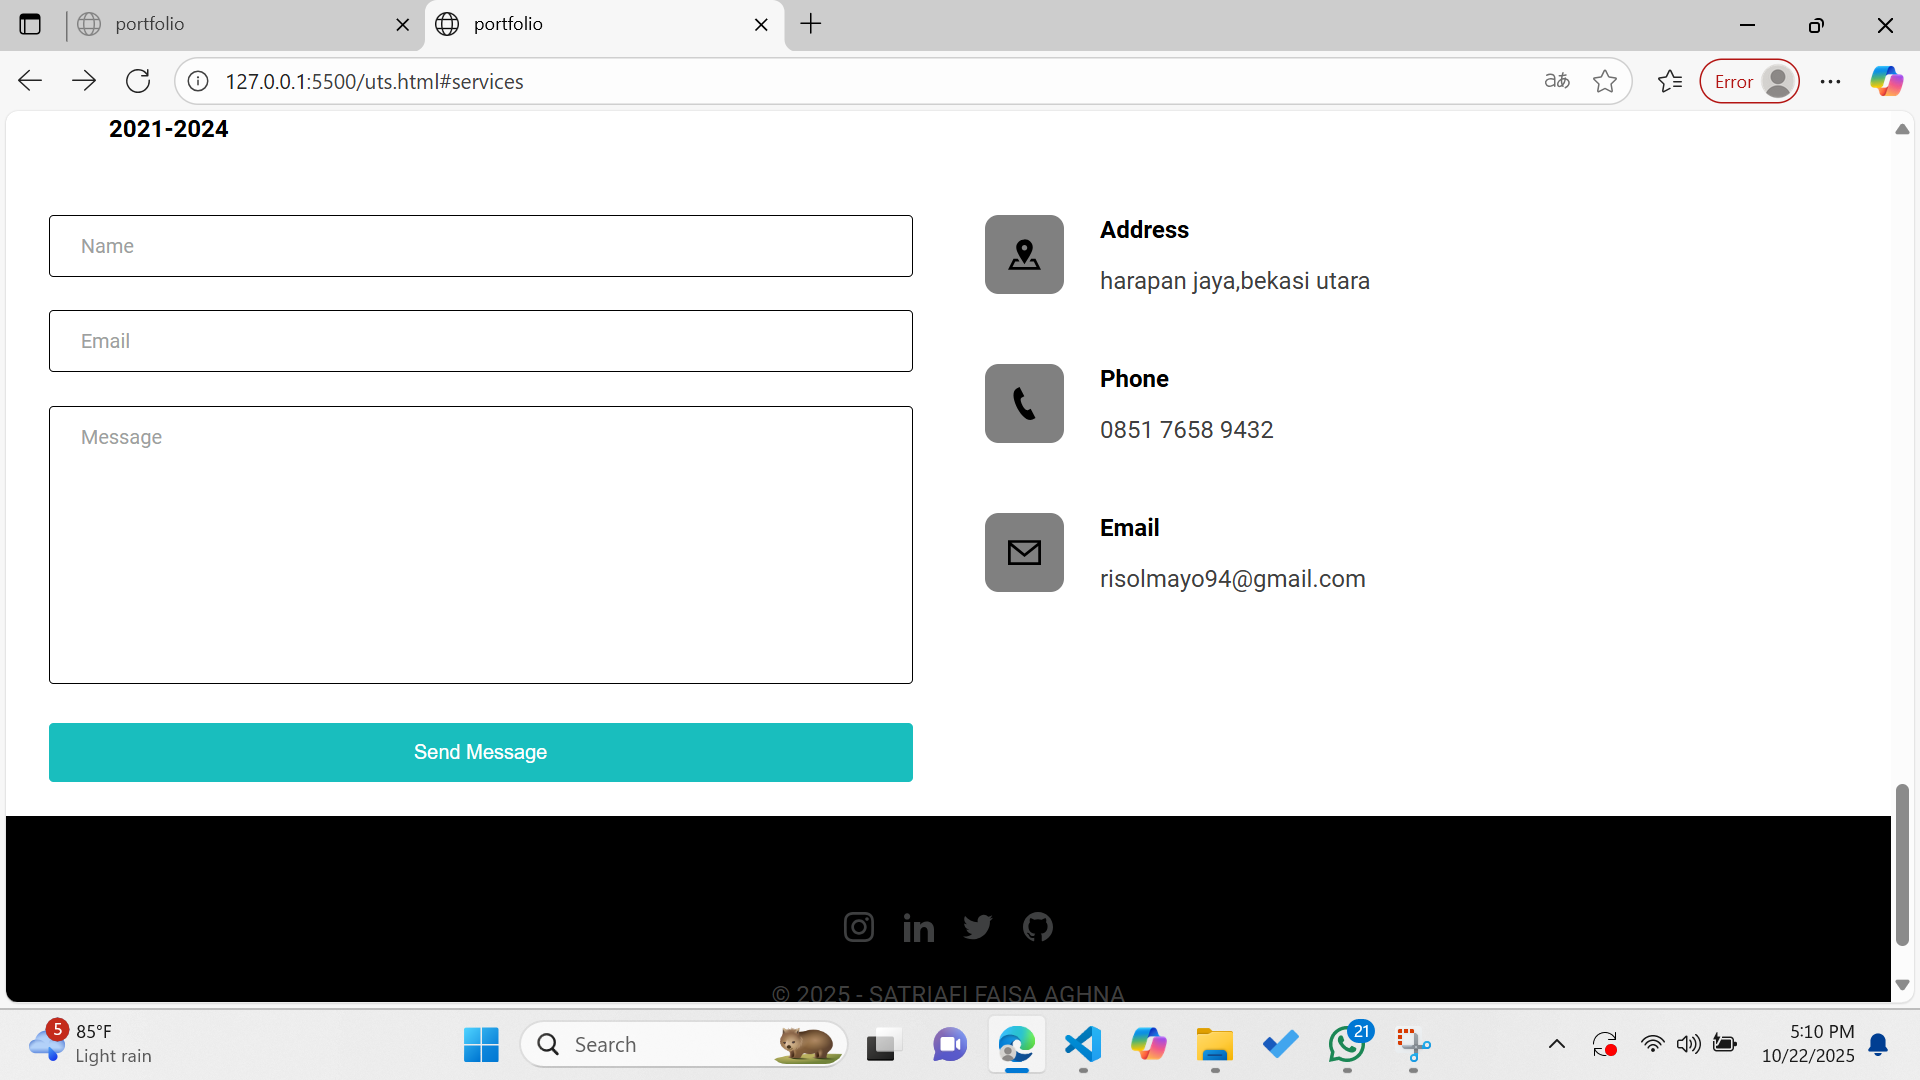 portfolio
portfolio
127.0.0.1:5500/uts.html#services
aあ
Error
2021-2024
Name
Email
Message
Send Message
Address
harapan jaya,bekasi utara
Phone
0851 7658 9432
Email
risolmayo94@gmail.com
© 2025 - SATRIAFI FAISA AGHNA
5
85°F
Light rain
Search
21
5:10 PM
10/22/2025